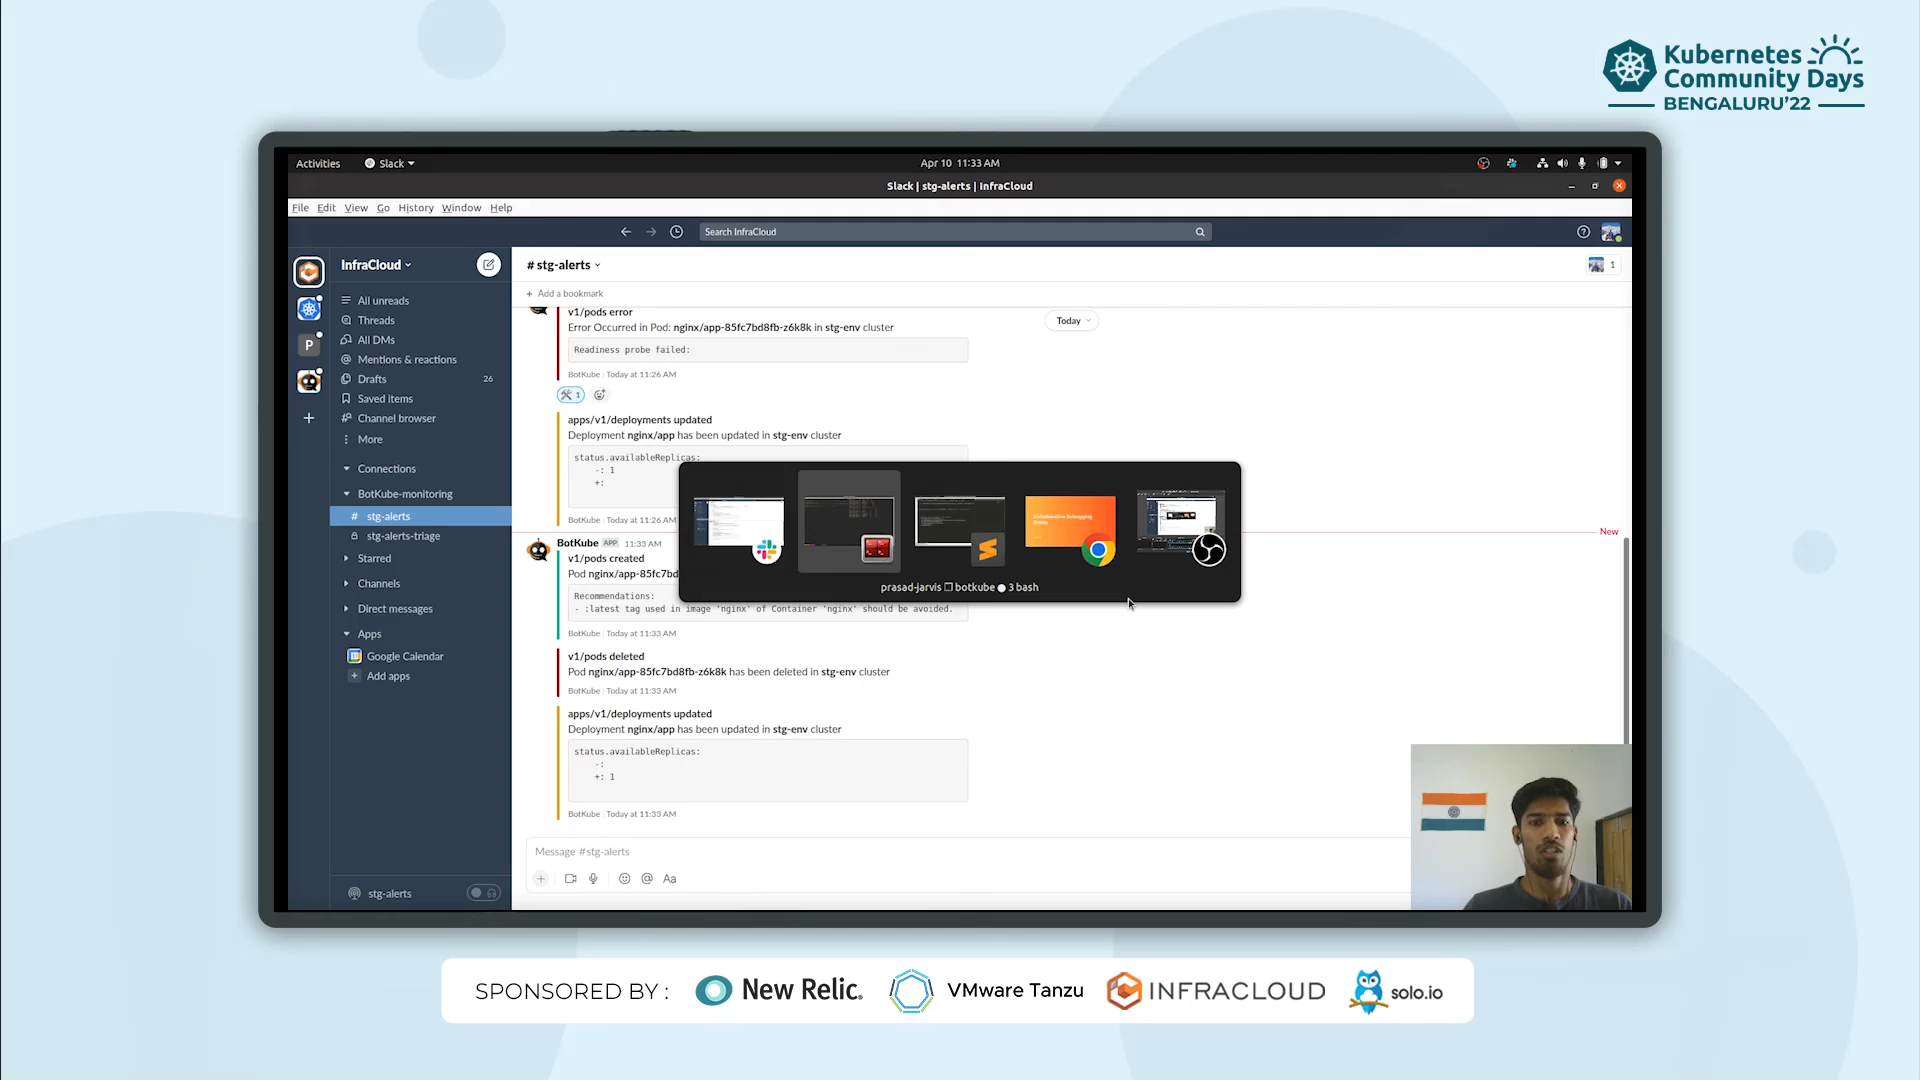 Kubernetes
Community Days
BENGALURU'22
Activities
Slack
Apr 10 11:33 AM
Slack | stg-alerts | InfraCloud
File Edit View Go History Window Help
Search InfraCloud
InfraCloud
# stg-alerts
1
+ Add a bookmark
All unreads
Threads
All DMs
Mentions & reactions
Drafts 26
Saved items
Channel browser
More
Connections
BotKube-monitoring
# stg-alerts
stg-alerts-triage
Starred
Channels
Direct messages
Apps
Google Calendar
+ Add apps
stg-alerts
P
+
Today
v1/pods error
Error Occurred in Pod: nginx/app-85fc7bd8fb-z6k8k in stg-env cluster
Readiness probe failed:
BotKube | Today at 11:26 AM
1
apps/v1/deployments updated
Deployment nginx/app has been updated in stg-env cluster
status.availableReplicas:
-: 1
+:
BotKube | Today at 11:26 AM
New
BotKube APP 11:33 AM
v1/pods created
Pod nginx/app-85fc7bd
Recommendations:
- :latest tag used in image 'nginx' of Container 'nginx' should be avoided.
BotKube | Today at 11:33 AM
v1/pods deleted
Pod nginx/app-85fc7bd8fb-z6k8k has been deleted in stg-env cluster
BotKube | Today at 11:33 AM
apps/v1/deployments updated
Deployment nginx/app has been updated in stg-env cluster
status.availableReplicas:
-:
+: 1
BotKube | Today at 11:33 AM
Message #stg-alerts
Aa
Collaborative Debugging
prasad-jarvis ❐ botkube ● 3 bash
SPONSORED BY :
New Relic.
VMware Tanzu
INFRACLOUD
solo.io